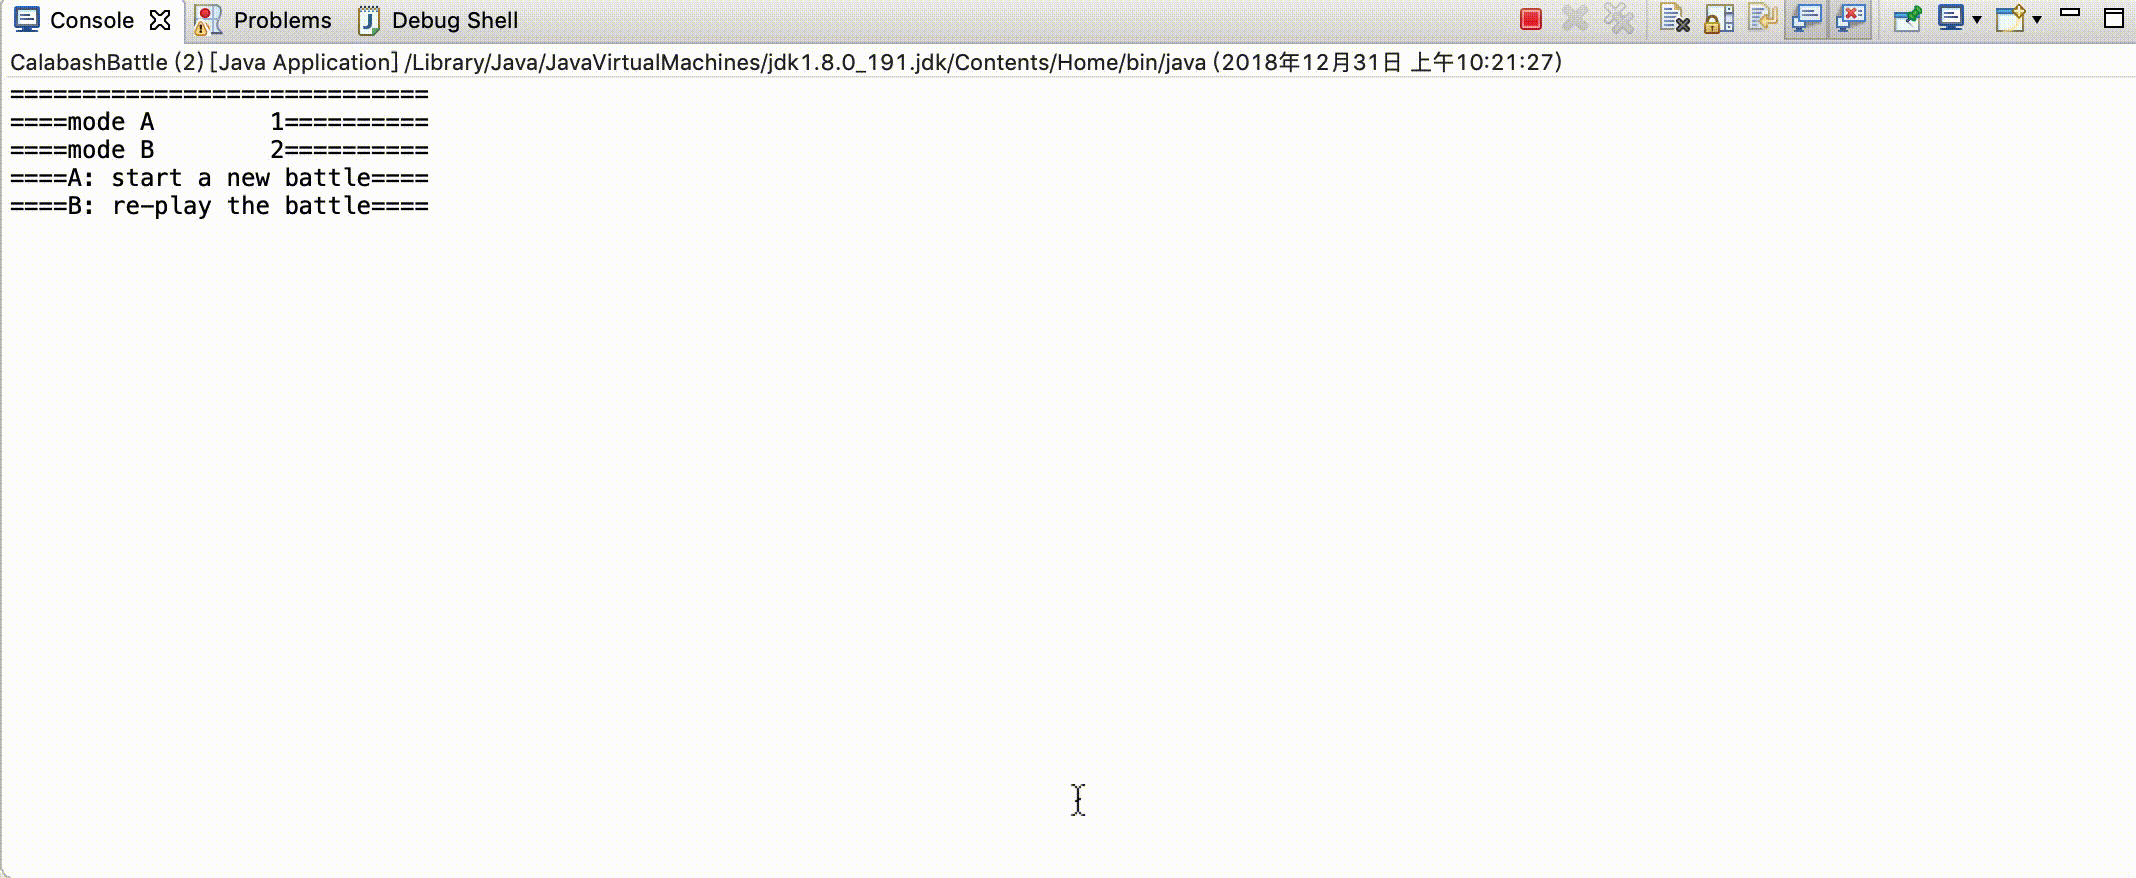 Console Problems Debug Shell
CalabashBattle (2) [Java Application] /Library/Java/JavaVirtualMachines/jdk1.8.0_191.jdk/Contents/Home/bin/java (2018年12月31日 上午10:21:27)
=============================
====mode A        1==========
====mode B        2==========
====A: start a new battle====
====B: re-play the battle====